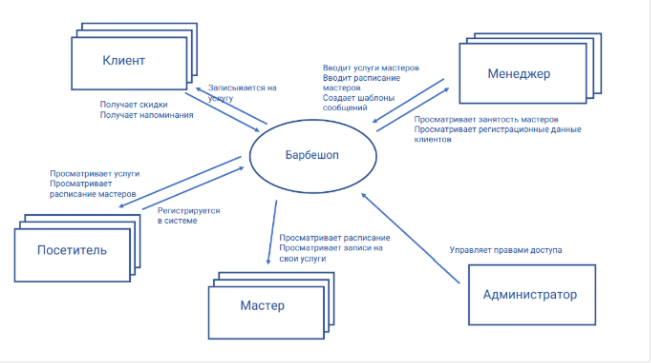 Клиент
Записывается на
услугу
Получает скидки
Получает напоминания
Вводит услуги мастеров
Вводит расписание
мастеров
Создает шаблоны
сообщений
Менеджер
Просматривает занятость мастеров
Просматривает регистрационные данные
клиентов
Барбешоп
Просматривает услуги
Просматривает
расписание мастеров
Регистрируется
в системе
Посетитель
Просматривает расписание
Просматривает записи на
свои услуги
Мастер
Управляет правами доступа
Администратор